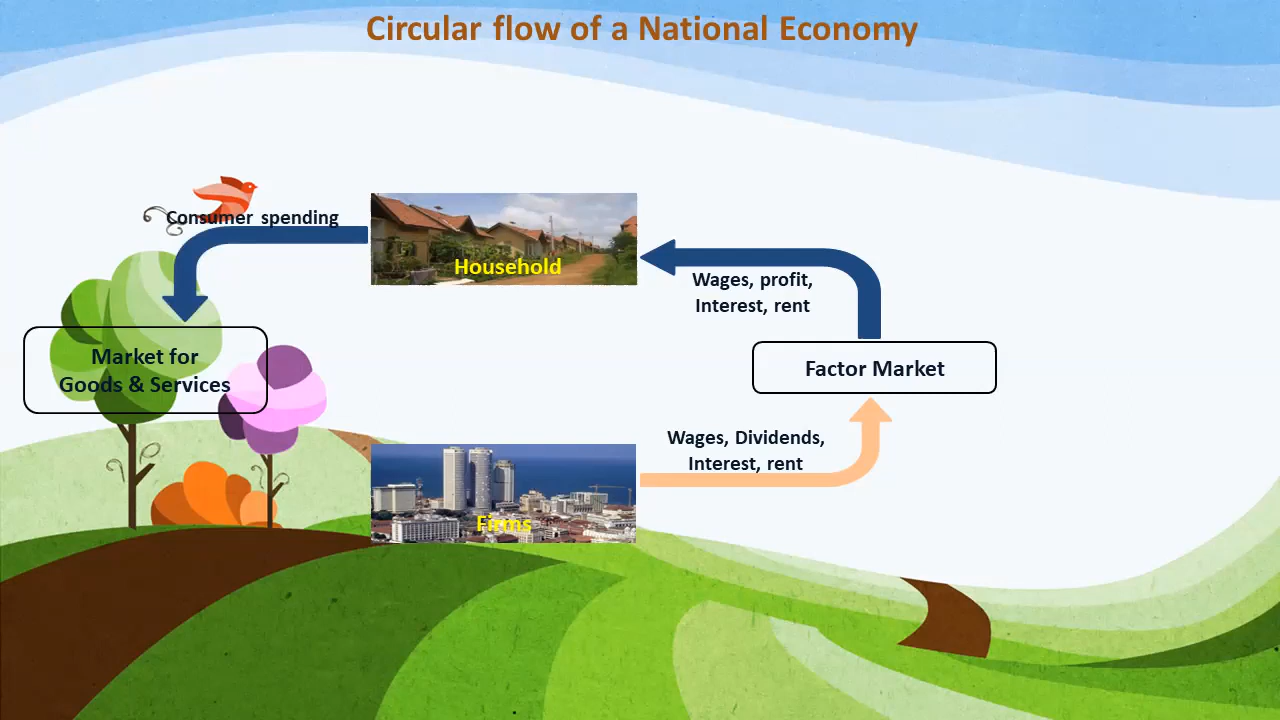 Circular flow of a National Economy
Consumer spending
Household
Wages, profit,
Interest, rent
Market for
Goods & Services
Factor Market
Wages, Dividends,
Interest, rent
Firms